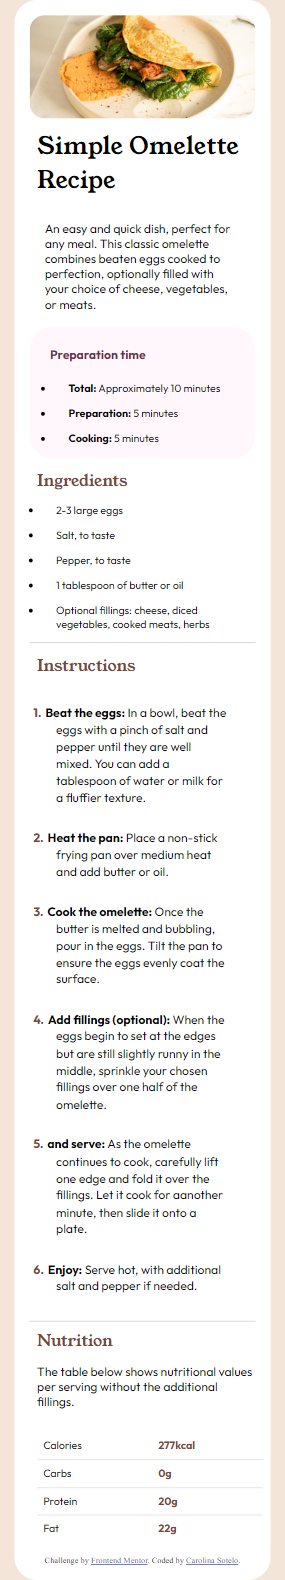 Simple Omelette
Recipe
An easy and quick dish, perfect for
any meal. This classic omelette
combines beaten eggs cooked to
perfection, optionally filled with
your choice of cheese, vegetables,
or meats.
Preparation time
• Total: Approximately 10 minutes
• Preparation: 5 minutes
• Cooking: 5 minutes
Ingredients
• 2-3 large eggs
• Salt, to taste
• Pepper, to taste
• 1 tablespoon of butter or oil
• Optional fillings: cheese, diced
vegetables, cooked meats, herbs
Instructions
1. Beat the eggs: In a bowl, beat the
eggs with a pinch of salt and
pepper until they are well
mixed. You can add a
tablespoon of water or milk for
a fluffier texture.
2. Heat the pan: Place a non-stick
frying pan over medium heat
and add butter or oil.
3. Cook the omelette: Once the
butter is melted and bubbling,
pour in the eggs. Tilt the pan to
ensure the eggs evenly coat the
surface.
4. Add fillings (optional): When the
eggs begin to set at the edges
but are still slightly runny in the
middle, sprinkle your chosen
fillings over one half of the
omelette.
5. and serve: As the omelette
continues to cook, carefully lift
one edge and fold it over the
fillings. Let it cook for aanother
minute, then slide it onto a
plate.
6. Enjoy: Serve hot, with additional
salt and pepper if needed.
Nutrition
The table below shows nutritional values
per serving without the additional
fillings.
Calories 277kcal
Carbs 0g
Protein 20g
Fat 22g
Challenge by Frontend Mentor. Coded by Carolina Sotelo.